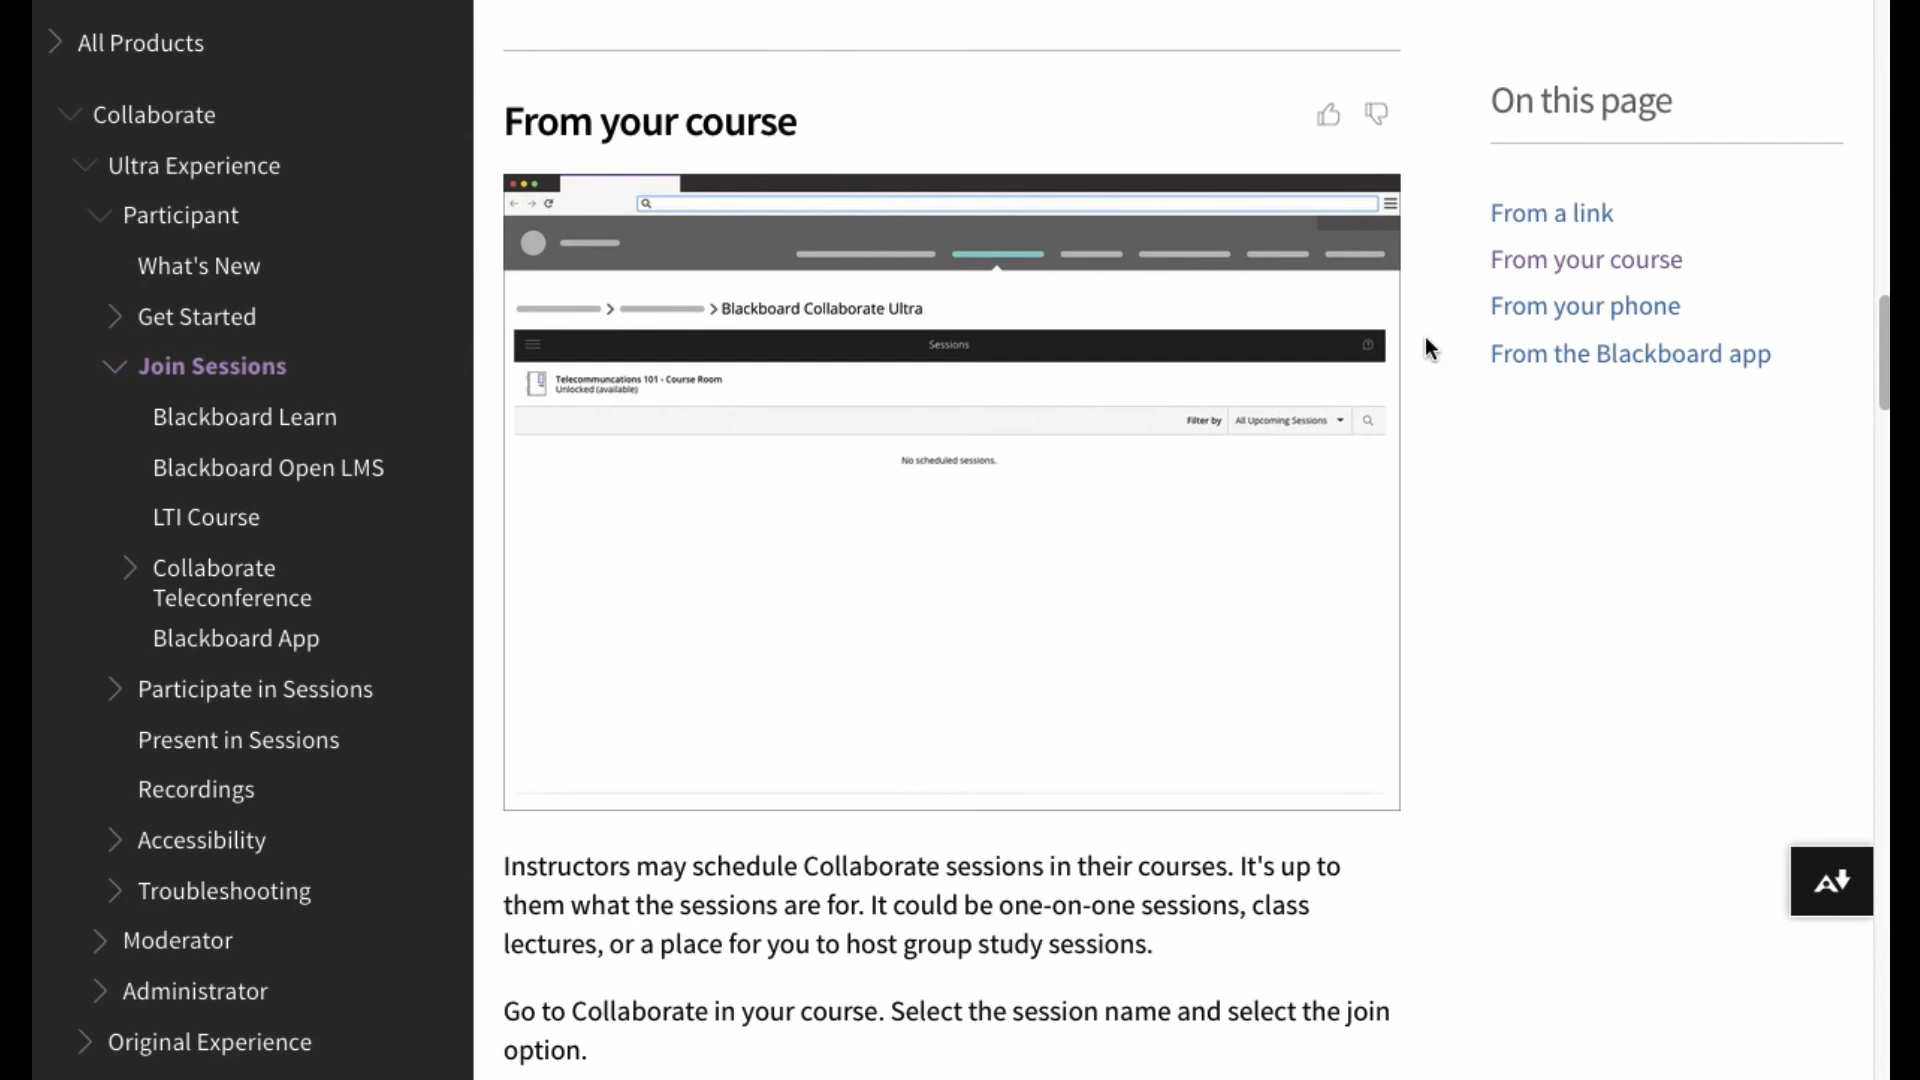 All Products
Collaborate
Ultra Experience
Participant
What's New
Get Started
Join Sessions
Blackboard Learn
Blackboard Open LMS
LTI Course
Collaborate
Teleconference
Blackboard App
Participate in Sessions
Present in Sessions
Recordings
Accessibility
Troubleshooting
Moderator
Administrator
Original Experience
From your course
Blackboard Collaborate Ultra
Sessions
Telecommuncations 101 - Course Room
Unlocked (available)
Filter by All Upcoming Sessions
No scheduled sessions.
Instructors may schedule Collaborate sessions in their courses. It's up to
them what the sessions are for. It could be one-on-one sessions, class
lectures, or a place for you to host group study sessions.
Go to Collaborate in your course. Select the session name and select the join
option.
On this page
From a link
From your course
From your phone
From the Blackboard app